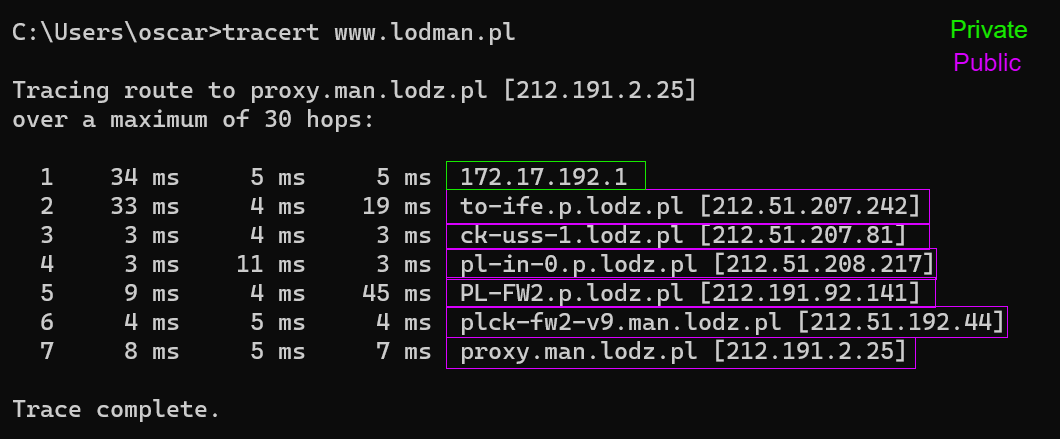 C:\Users\oscar>tracert www.lodman.pl
Private
Public
Tracing route to proxy.man.lodz.pl [212.191.2.25]
over a maximum of 30 hops:
1 34 ms 5 ms 5 ms 172.17.192.1
2 33 ms 4 ms 19 ms to-ife.p.lodz.pl [212.51.207.242]
3 3 ms 4 ms 3 ms ck-uss-1.lodz.pl [212.51.207.81]
4 3 ms 11 ms 3 ms pl-in-0.p.lodz.pl [212.51.208.217]
5 9 ms 4 ms 45 ms PL-FW2.p.lodz.pl [212.191.92.141]
6 4 ms 5 ms 4 ms plck-fw2-v9.man.lodz.pl [212.51.192.44]
7 8 ms 5 ms 7 ms proxy.man.lodz.pl [212.191.2.25]
Trace complete.